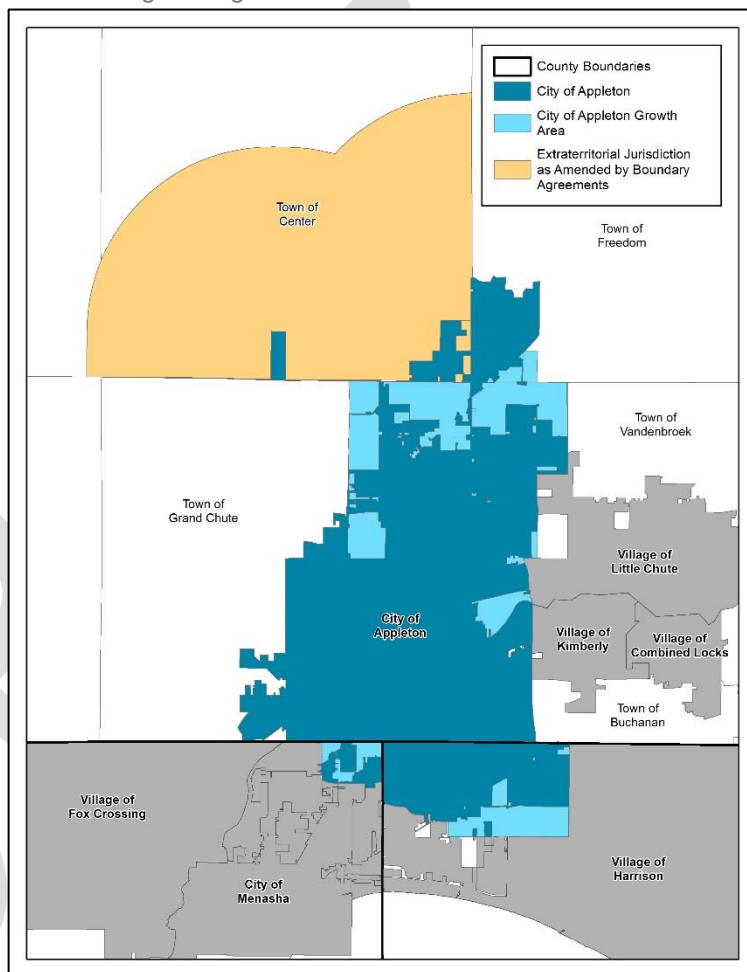 County Boundaries
City of Appleton
City of Appleton Growth
Area
Extraterritorial Jurisdiction
as Amended by Boundary
Agreements
Town of
Center
Town of
Freedom
Town of
Vandenbroek
Town of
Grand Chute
Village of
Little Chute
City of
Appleton
Village of
Kimberly
Village of
Combined Locks
Town of
Buchanan
Village of
Fox Crossing
City of
Menasha
Village of
Harrison